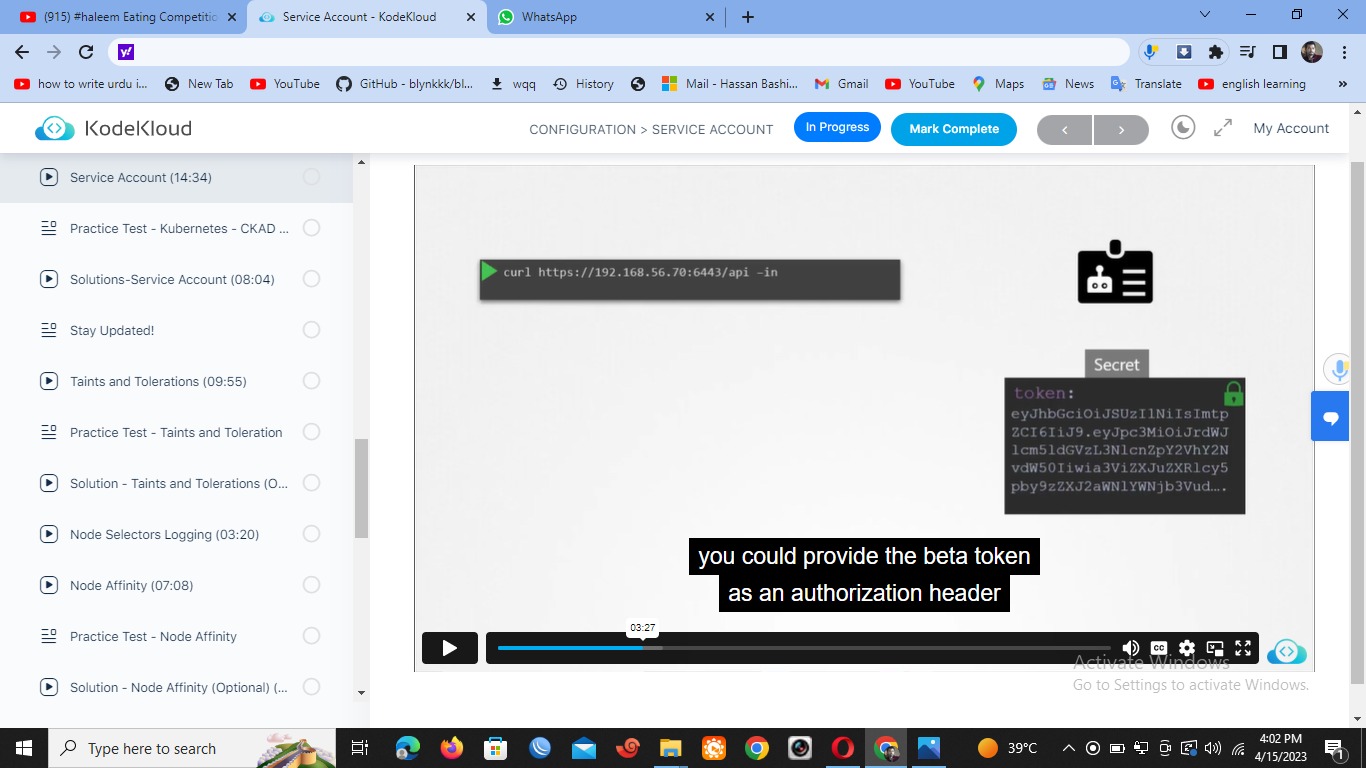 (915) #haleem Eating Competitio
Service Account - KodeKloud
WhatsApp
how to write urdu i...
New Tab
YouTube
GitHub - blynkkk/bl...
wqq
History
Mail - Hassan Bashi...
Gmail
YouTube
Maps
News
Translate
english learning
»
KodeKloud
CONFIGURATION > SERVICE ACCOUNT
In Progress
Mark Complete
My Account
Service Account (14:34)
Practice Test - Kubernetes - CKAD ...
Solutions-Service Account (08:04)
Stay Updated!
Taints and Tolerations (09:55)
Practice Test - Taints and Toleration
Solution - Taints and Tolerations (O...
Node Selectors Logging (03:20)
Node Affinity (07:08)
Practice Test - Node Affinity
Solution - Node Affinity (Optional) (...
curl https://192.168.56.70:6443/api –in
Secret
token:
eyJhbGciOiJSUzI1NiIsImtp
ZCI6IiJ9.eyJpc3MiOiJrdWJ
lcm5ldGVzL3NlcnZpY2VhY2N
vdW50Iiwia3ViZXJuZXRlcy5
pby9zZXJ2aWNlYWNjb3Vud….
you could provide the beta token
as an authorization header
03:27
CC
Activate Windows
Go to Settings to activate Windows.
Type here to search
39°C
4:02 PM
4/15/2023
1